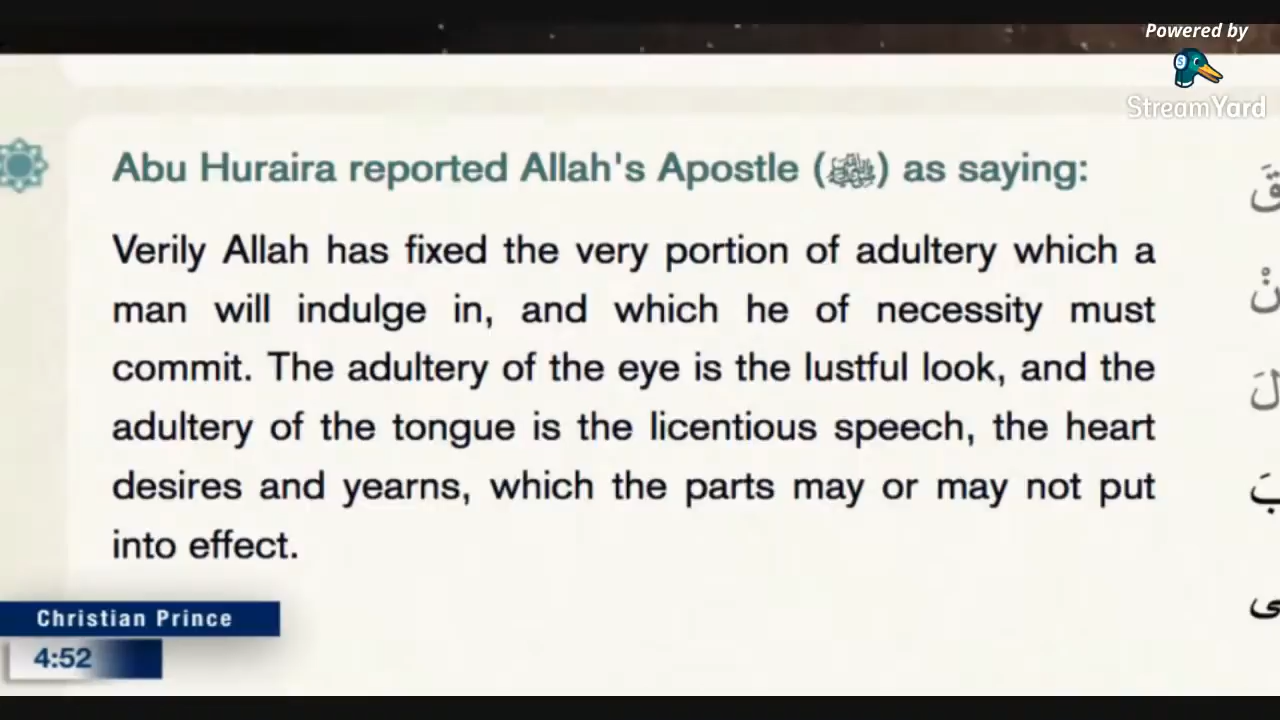 Powered by
StreamYard
Abu Huraira reported Allah's Apostle (ﷺ) as saying:
Verily Allah has fixed the very portion of adultery which a
man will indulge in, and which he of necessity must
commit. The adultery of the eye is the lustful look, and the
adultery of the tongue is the licentious speech, the heart
desires and yearns, which the parts may or may not put
into effect.
Christian Prince
4:52